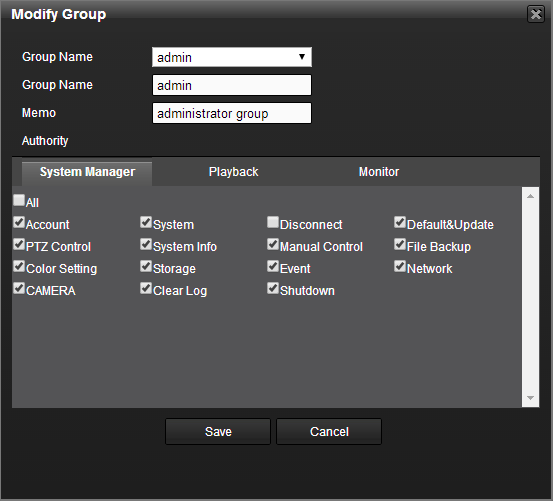 Modify Group
Group Name admin
Group Name admin
Memo administrator group
Authority
System Manager Playback Monitor
All
Account System Disconnect Default&Update
PTZ Control System Info Manual Control File Backup
Color Setting Storage Event Network
CAMERA Clear Log Shutdown
Save Cancel